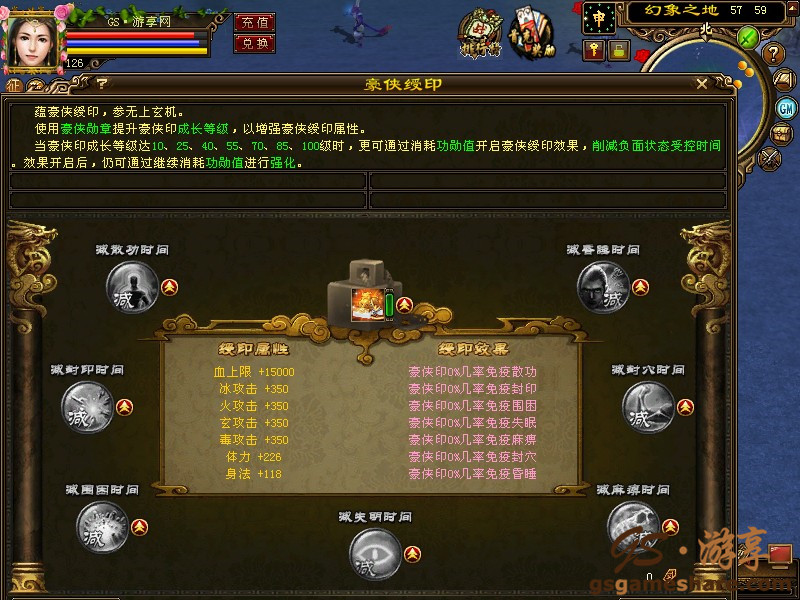 GS·游享网
充值
兑换
126
排行榜
申
幻象之地 57 59
北
GM
征
?
豪侠绶印
蕴豪侠绶印，参无上玄机。
使用豪侠勋章提升豪侠印成长等级，以增强豪侠绶印属性。
当豪侠印成长等级达10、25、40、55、70、85、100级时，更可通过消耗功勋值开启豪侠绶印效果，削减负面状态受控时间
。效果开启后，仍可通过继续消耗功勋值进行强化。
减散功时间
减昏睡时间
减
减
绶印属性
绶印效果
减封印时间
减封穴时间
血上限 +15000
豪侠印0%几率免疫散功
冰攻击 +350
豪侠印0%几率免疫封印
火攻击 +350
豪侠印0%几率免疫围困
减
减
玄攻击 +350
豪侠印0%几率免疫失眠
毒攻击 +350
豪侠印0%几率免疫麻痹
体力 +226
豪侠印0%几率免疫封穴
身法 +118
豪侠印0%几率免疫昏睡
减围困时间
减麻痹时间
减失明时间
减
减
减
0
GS·游享
gsgameshare.com